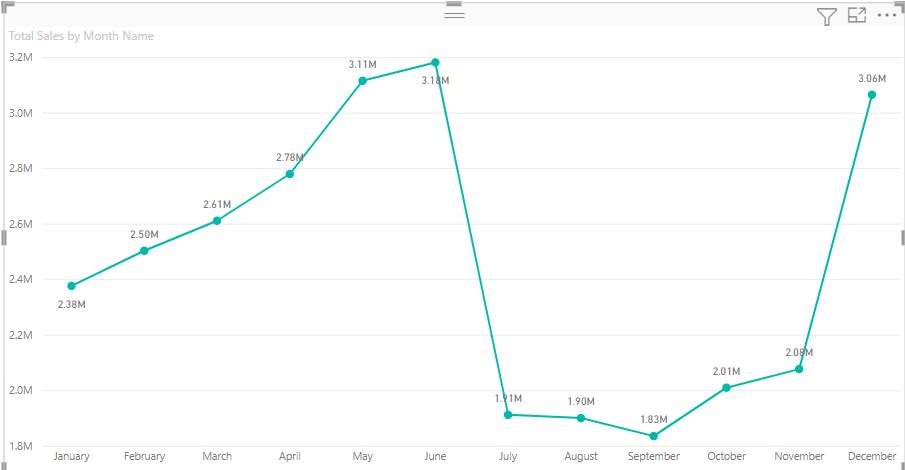 Total Sales by Month Name
3.2M
3.0M
2.8M
2.6M
2.4M
2.2M
2.0M
1.8M
2.38M
2.50M
2.61M
2.78M
3.11M
3.18M
1.91M
1.90M
1.83M
2.01M
2.08M
3.06M
January February March April May June July August September October November December